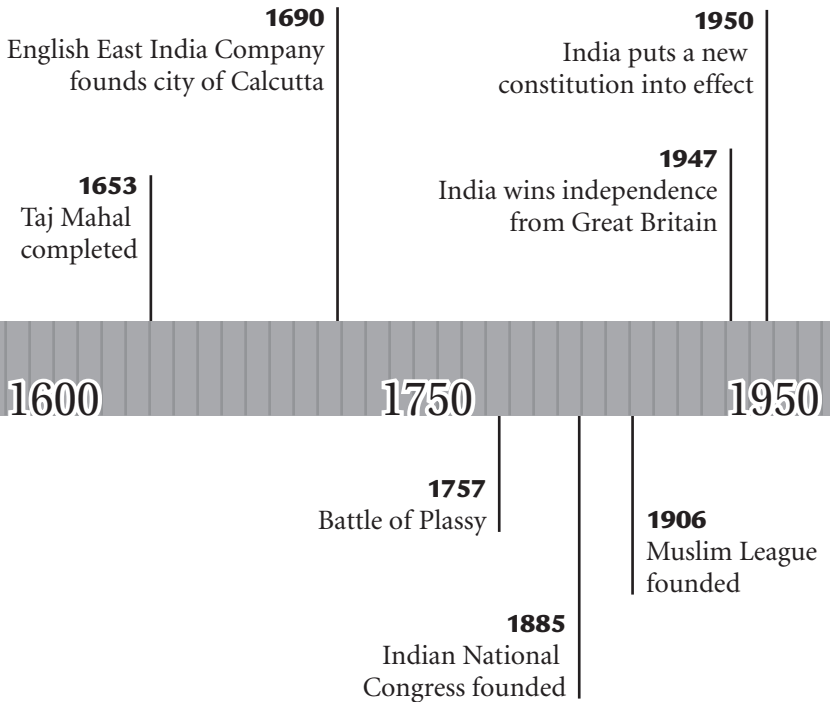 1690
English East India Company
founds city of Calcutta
1950
India puts a new
constitution into effect
1653
Taj Mahal
completed
1947
India wins independence
from Great Britain
1600
1750
1950
1757
Battle of Plassy
1906
Muslim League
founded
1885
Indian National
Congress founded